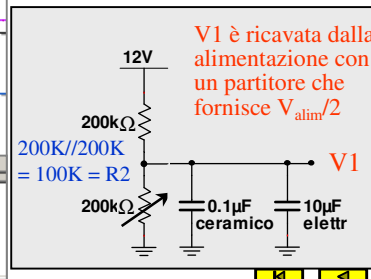 V1 è ricavata dalla
alimentazione con
un partitore che
fornisce Valim/2
12V
200kΩ
200K//200K
= 100K = R2
V1
200kΩ
0.1µF
ceramico
10µF
elettr